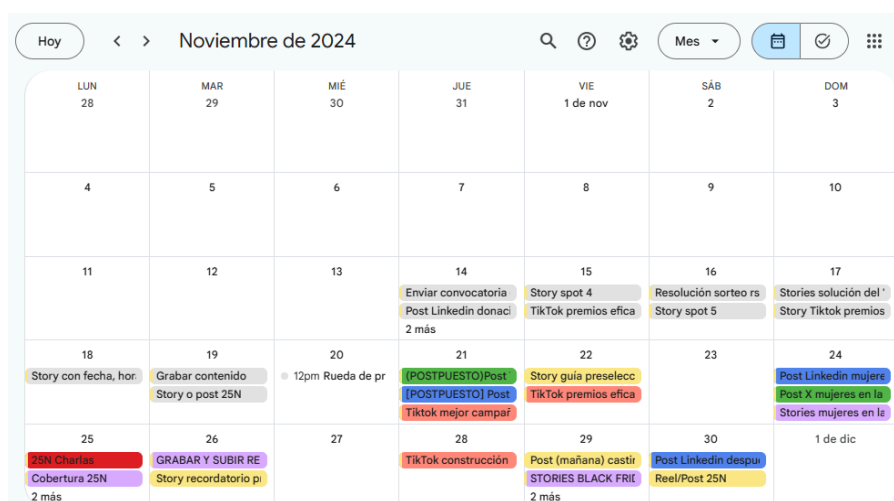 Hoy
Noviembre de 2024
Mes
LUN MAR MIÉ JUE VIE SÁB DOM
28 29 30 31 1 de nov 2 3
4 5 6 7 8 9 10
11 12 13 14 15 16 17
Enviar convocatoria Story spot 4 Resolución sorteo rs Stories solución del
Post Linkedin donaci TikTok premios efica Story spot 5 Story Tiktok premios
2 más
18 19 20 21 22 23 24
Story con fecha, hor Grabar contenido 12pm Rueda de pr (POSTPUESTO)Post Story guía preselecc Post Linkedin mujere
Story o post 25N [POSTPUESTO] Post TikTok premios efica Post X mujeres en la
Tiktok mejor campañ Stories mujeres en la
25 26 27 28 29 30 1 de dic
25N Charlas GRABAR Y SUBIR RE TikTok construcción Post (mañana) castin Post Linkedin despu
Cobertura 25N Story recordatorio pr STORIES BLACK FRI Reel/Post 25N
2 más 2 más